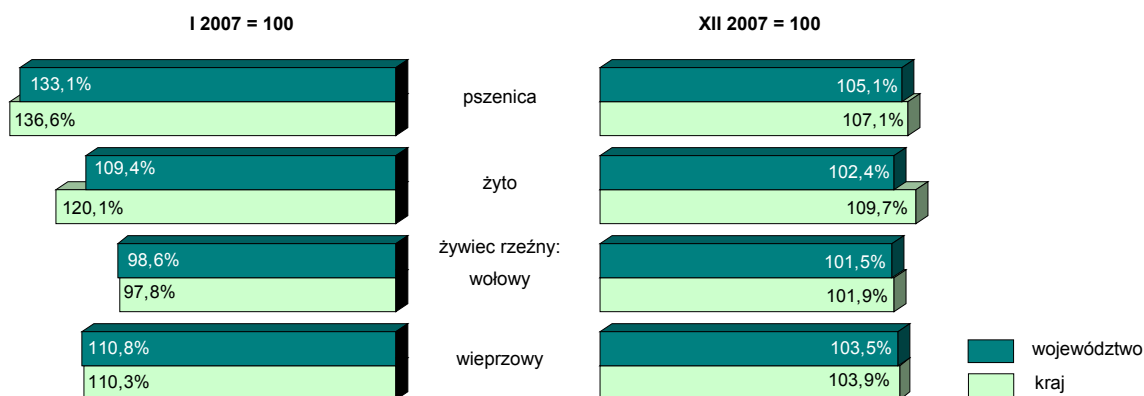 I 2007 = 100
XII 2007 = 100
133,1%
136,6%
pszenica
105,1%
107,1%
109,4%
120,1%
żyto
102,4%
109,7%
żywiec rzeźny:
wołowy
98,6%
97,8%
101,5%
101,9%
110,8%
110,3%
wieprzowy
103,5%
103,9%
województwo
kraj